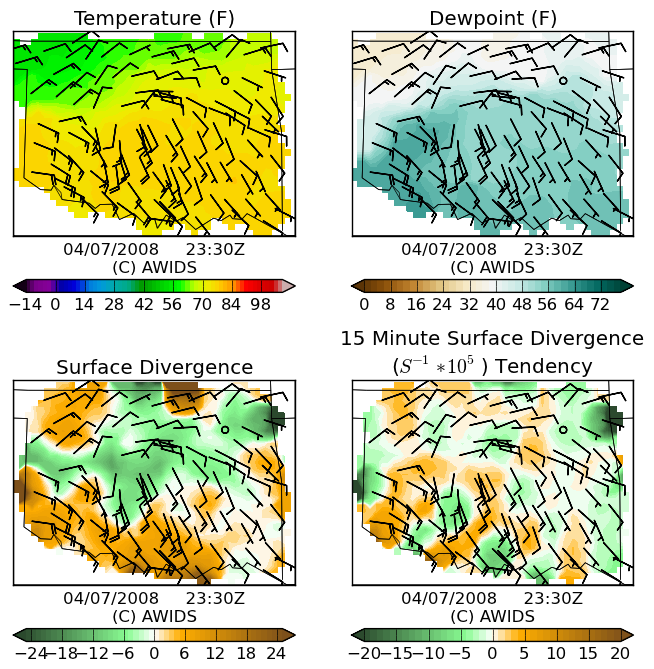 Temperature (F)
Dewpoint (F)
04/07/2008 23:30Z
(C) AWIDS
−14 0 14 28 42 56 70 84 98
04/07/2008 23:30Z
(C) AWIDS
0 8 16 24 32 40 48 56 64 72
Surface Divergence
15 Minute Surface Divergence
(S⁻¹ *10⁵ ) Tendency
04/07/2008 23:30Z
(C) AWIDS
−24 −18 −12 −6 0 6 12 18 24
04/07/2008 23:30Z
(C) AWIDS
−20 −15 −10 −5 0 5 10 15 20